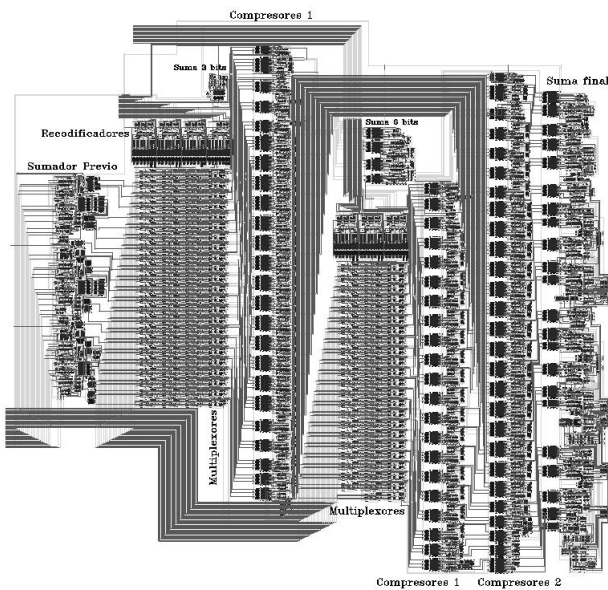 Compresores 1
Suma 3 bits
Suma final
Recodificadores
Suma 6 bits
Sumador Previo
Multiplexores
Multiplexores
Compresores 1
Compresores 2